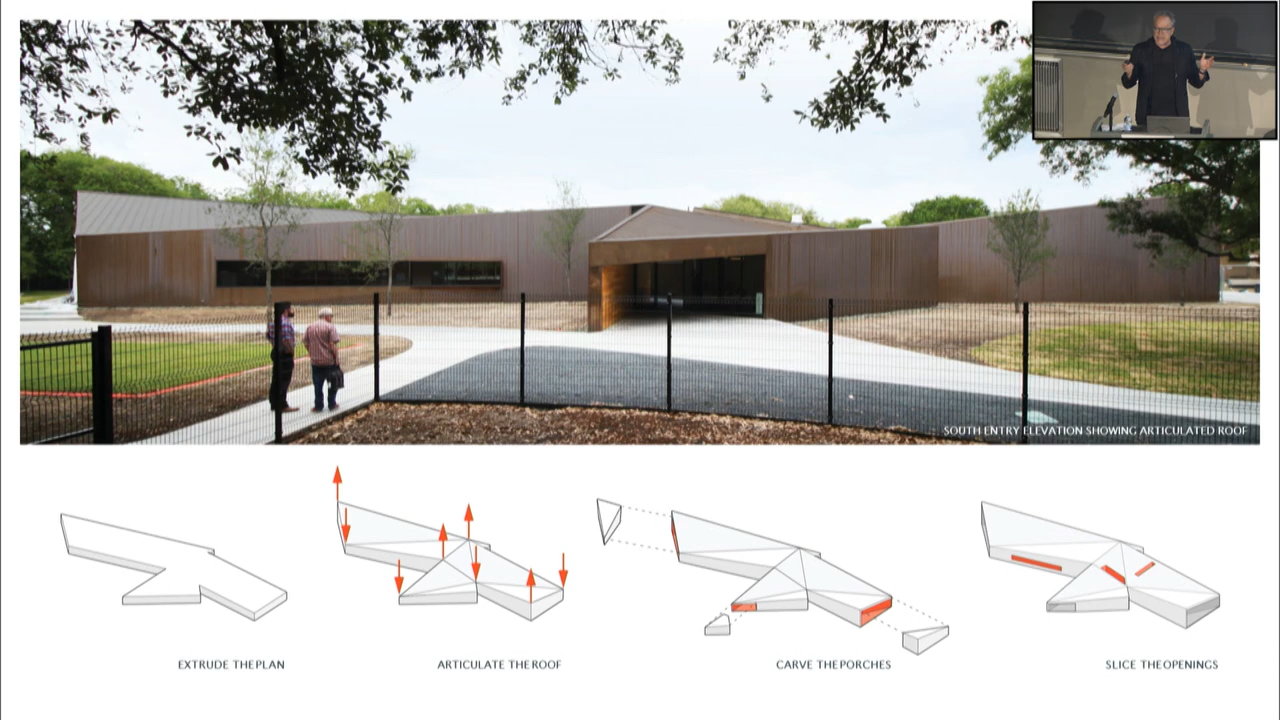 SOUTH ENTRY ELEVATION SHOWING ARTICULATED ROOF
EXTRUDE THE PLAN
ARTICULATE THE ROOF
CARVE THE PORCHES
SLICE THE OPENINGS